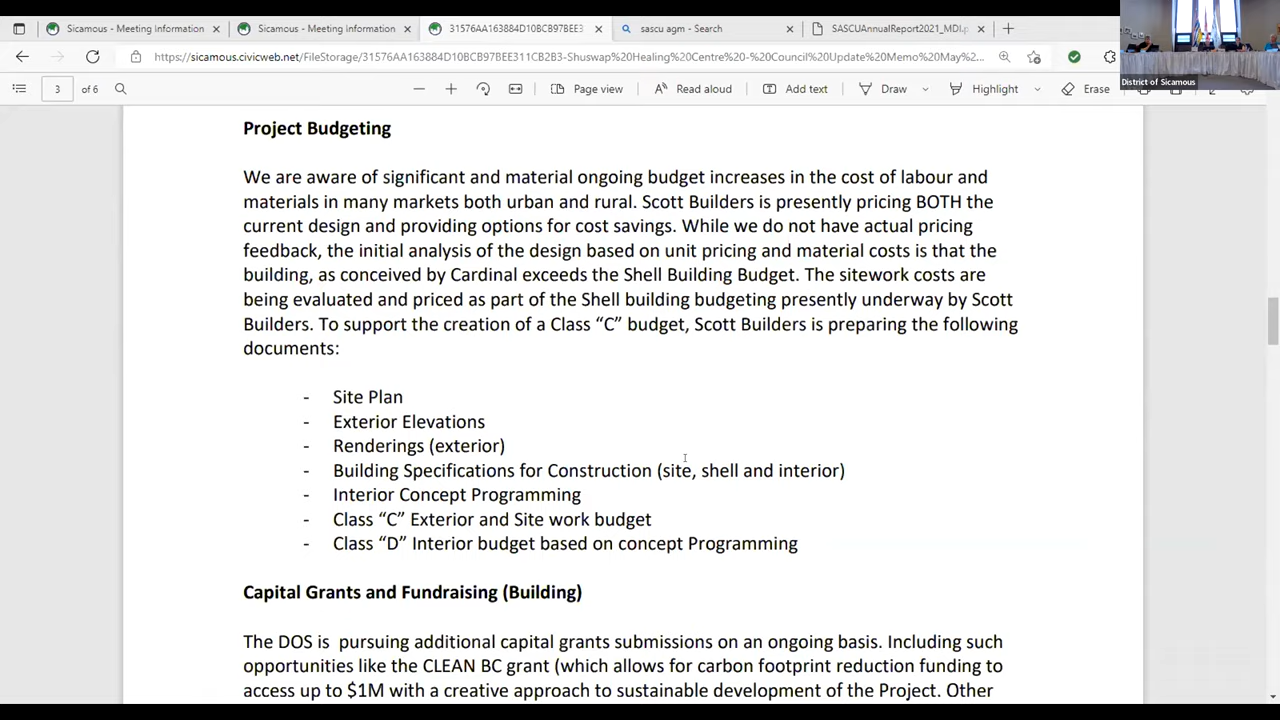 Sicamous - Meeting Information
Sicamous - Meeting information
31576AA163884D10BCB97BEE3
sascu agm - Search
SASCUAnnualReport2021_MDI.p
https://sicamous.civicweb.net/FileStorage/31576AA163884D10BCB97BEE311CB2B3-Shuswap%20Healing%20Centre%20-%20Council%20Update%20Memo%20May%...
3 of 6
Page view
Read aloud
Add text
Draw
Highlight
Erase
District of Sicamous
Project Budgeting
We are aware of significant and material ongoing budget increases in the cost of labour and
materials in many markets both urban and rural. Scott Builders is presently pricing BOTH the
current design and providing options for cost savings. While we do not have actual pricing
feedback, the initial analysis of the design based on unit pricing and material costs is that the
building, as conceived by Cardinal exceeds the Shell Building Budget. The sitework costs are
being evaluated and priced as part of the Shell building budgeting presently underway by Scott
Builders. To support the creation of a Class “C” budget, Scott Builders is preparing the following
documents:
- Site Plan
- Exterior Elevations
- Renderings (exterior)
- Building Specifications for Construction (site, shell and interior)
- Interior Concept Programming
- Class “C” Exterior and Site work budget
- Class “D” Interior budget based on concept Programming
Capital Grants and Fundraising (Building)
The DOS is  pursuing additional capital grants submissions on an ongoing basis. Including such
opportunities like the CLEAN BC grant (which allows for carbon footprint reduction funding to
access up to $1M with a creative approach to sustainable development of the Project. Other